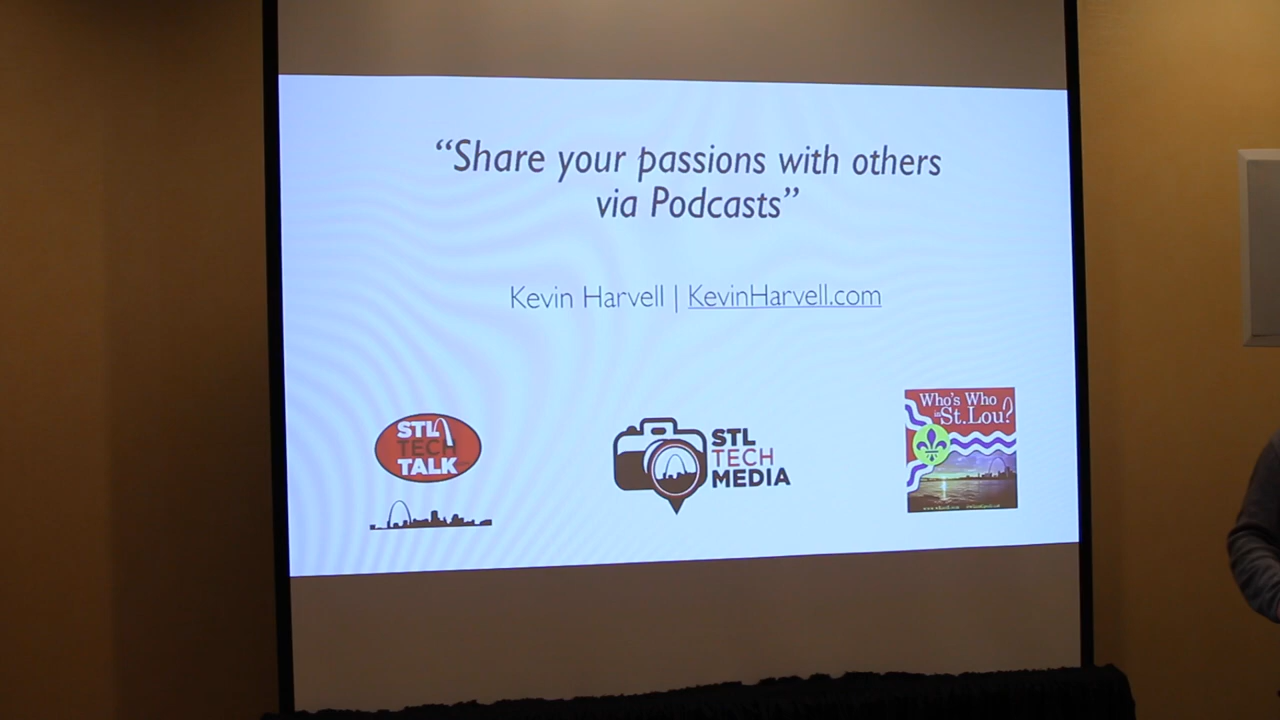 “Share your passions with others
via Podcasts”
Kevin Harvell | KevinHarvell.com
STL
TECH
TALK
STL
TECH
MEDIA
Who's Who
in St. Lou?